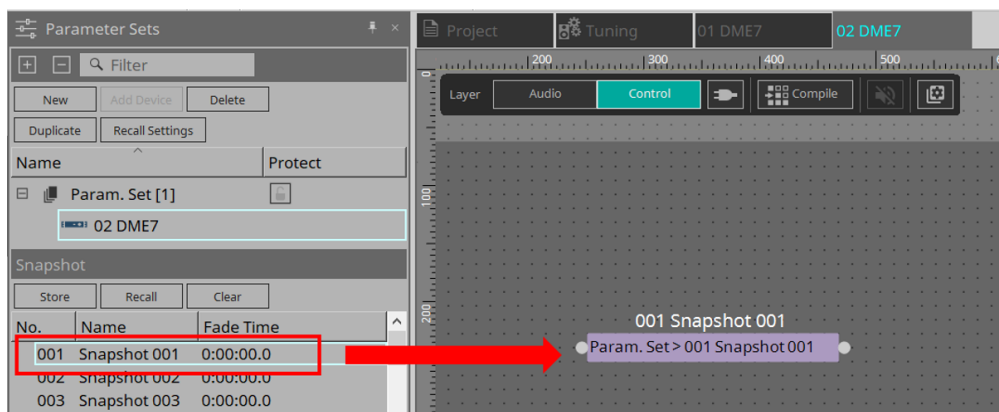 Parameter Sets
Filter
New Add Device Delete
Duplicate Recall Settings
Name Protect
Param. Set [1]
02 DME7
Snapshot
Store Recall Clear
No. Name Fade Time
001 Snapshot 001 0:00:00.0
002 Snapshot 002 0:00:00.0
003 Snapshot 003 0:00:00.0
Project Tuning 01 DME7 02 DME7
200 300 400 500
Layer Audio Control Compile
0
100
200
001 Snapshot 001
Param. Set > 001 Snapshot 001